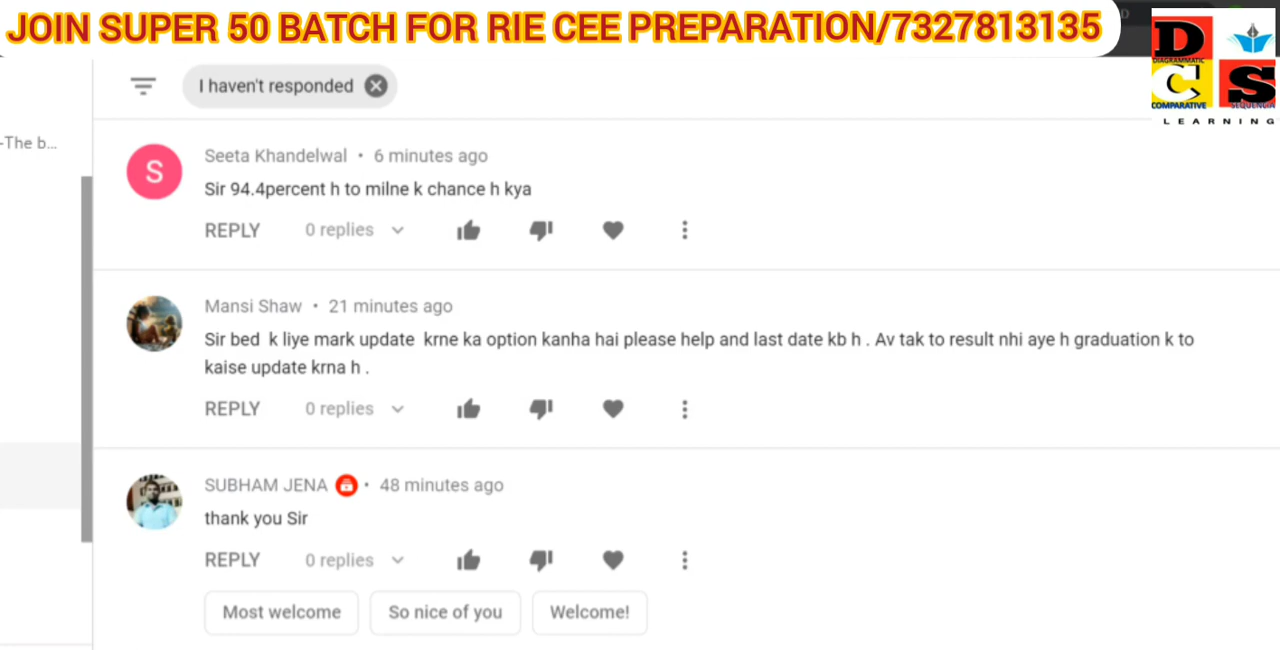 JOIN SUPER 50 BATCH FOR RIE CEE PREPARATION/7327813135
D
DIAGRAMMATIC
C S
COMPARATIVE SEQUENCIA
LEARNING
I haven't responded
-The b...
S
Seeta Khandelwal • 6 minutes ago
Sir 94.4percent h to milne k chance h kya
REPLY 0 replies
Mansi Shaw • 21 minutes ago
Sir bed k liye mark update krne ka option kanha hai please help and last date kb h . Av tak to result nhi aye h graduation k to
kaise update krna h .
REPLY 0 replies
SUBHAM JENA • 48 minutes ago
thank you Sir
REPLY 0 replies
Most welcome So nice of you Welcome!